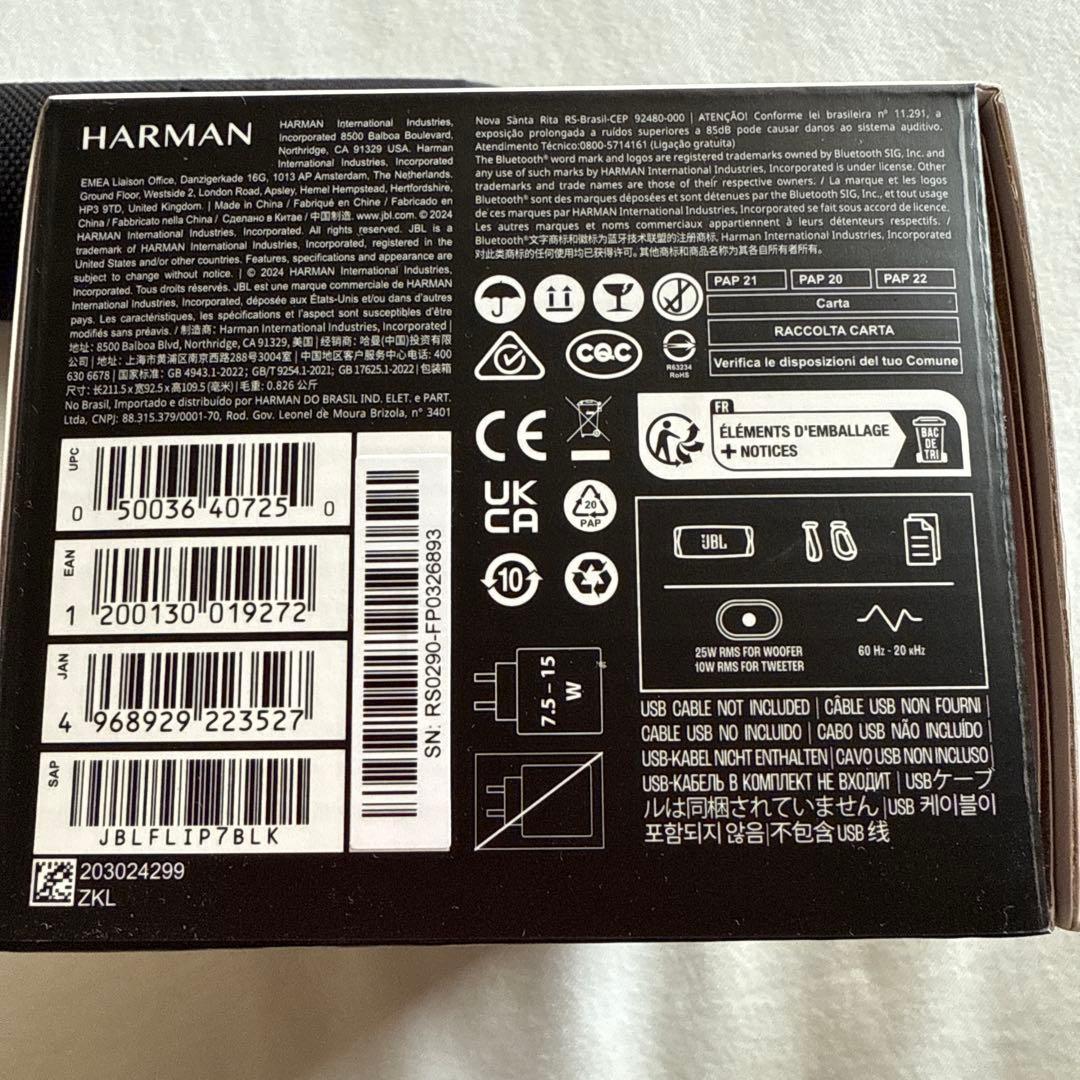 HARMAN
HARMAN International Industries,
Incorporated 8500 Balboa Boulevard,
Northridge, CA 91329 USA. Harman
International Industries, Incorporated
EMEA Liaison Office, Danzigerkade 16G, 1013 AP Amsterdam, The Netherlands.
Ground Floor, Westside 2, London Road, Apsley, Hemel Hempstead, Hertfordshire,
HP3 9TD, United Kingdom. | Made in China / Fabriqué en Chine / Fabricado en
China / Fabbricato nella China / Сделано в Китае / 中国制造. www.jbl.com. © 2024
HARMAN International Industries, Incorporated. All rights reserved. JBL is a
trademark of HARMAN International Industries, Incorporated, registered in the
United States and/or other countries. Features, specifications and appearance are
subject to change without notice. | © 2024 HARMAN International Industries,
Incorporated. Tous droits réservés. JBL est une marque commerciale de HARMAN
International Industries, Incorporated, déposée aux États-Unis et/ou dans d'autres
pays. Les caractéristiques, les spécifications et l'aspect sont susceptibles d'être
modifiés sans préavis. / 制造商: Harman International Industries, Incorporated |
地址: 8500 Balboa Blvd, Northridge, CA 91329, 美国 | 经销商: 哈曼(中国)投资有限
公司 | 地址: 上海市黄浦区南京西路288号3004室 | 中国地区客户服务中心电话: 400
630 6678 | 国家标准: GB 4943.1-2022; GB/T 9254.1-2021; GB 17625.1-2022 | 包装箱
尺寸: 长211.5 x 宽92.5 x 高109.5 (毫米) | 毛重: 0.826 公斤
No Brasil, Importado e distribuído por HARMAN DO BRASIL IND. ELET. e PART.
Ltda, CNPJ: 88.315.379/0001-70, Rod. Gov. Leonel de Moura Brizola, n° 3401
Nova Santa Rita RS-Brasil-CEP 92480-000 | ATENÇÃO! Conforme lei brasileira n° 11.291, a
exposição prolongada a ruídos superiores a 85dB pode causar danos ao sistema auditivo.
Atendimento Técnico:0800-5714161 (Ligação gratuita)
The Bluetooth® word mark and logos are registered trademarks owned by Bluetooth SIG, Inc. and
any use of such marks by HARMAN International Industries, Incorporated is under license. Other
trademarks and trade names are those of their respective owners. / La marque et les logos
Bluetooth® sont des marques déposées et sont détenues par the Bluetooth SIG, Inc., et tout usage
de ces marques par HARMAN International Industries, Incorporated se fait sous accord de licence.
Les autres marques et noms commerciaux appartiennent à leurs détenteurs respectifs. /
Bluetooth®文字商标和徽标为蓝牙技术联盟的注册商标, Harman International Industries, Incorporated
对此类商标的任何使用均已获得许可。其他商标和商品名称为其各自所有者所有。
PAP 21 PAP 20 PAP 22
Carta
RACCOLTA CARTA
Verifica le disposizioni del tuo Comune
CQC
R63234
RoHS
CE
FR
ÉLÉMENTS D'EMBALLAGE
+ NOTICES
BAC
DE
TRI
UK
CA
20
PAP
10
JBL
25W RMS FOR WOOFER
10W RMS FOR TWEETER
60 Hz - 20 кHz
7.5 – 15
W
USB CABLE NOT INCLUDED | CÂBLE USB NON FOURNI |
CABLE USB NO INCLUIDO | CABO USB NÃO INCLUÍDO |
USB-KABEL NICHT ENTHALTEN | CAVO USB NON INCLUSO |
USB-КАБЕЛЬ В КОМПЛЕКТ НЕ ВХОДИТ | USBケーブ
ルは同梱されていません |USB 케이블이
포함되지 않음|不包含 USB 线
UPC
0 50036 40725 0
EAN
1 200130 019272
JAN
4 968929 223527
SAP
JBLFLIP7BLK
SN: RS0290-FP0326893
203024299
ZKL